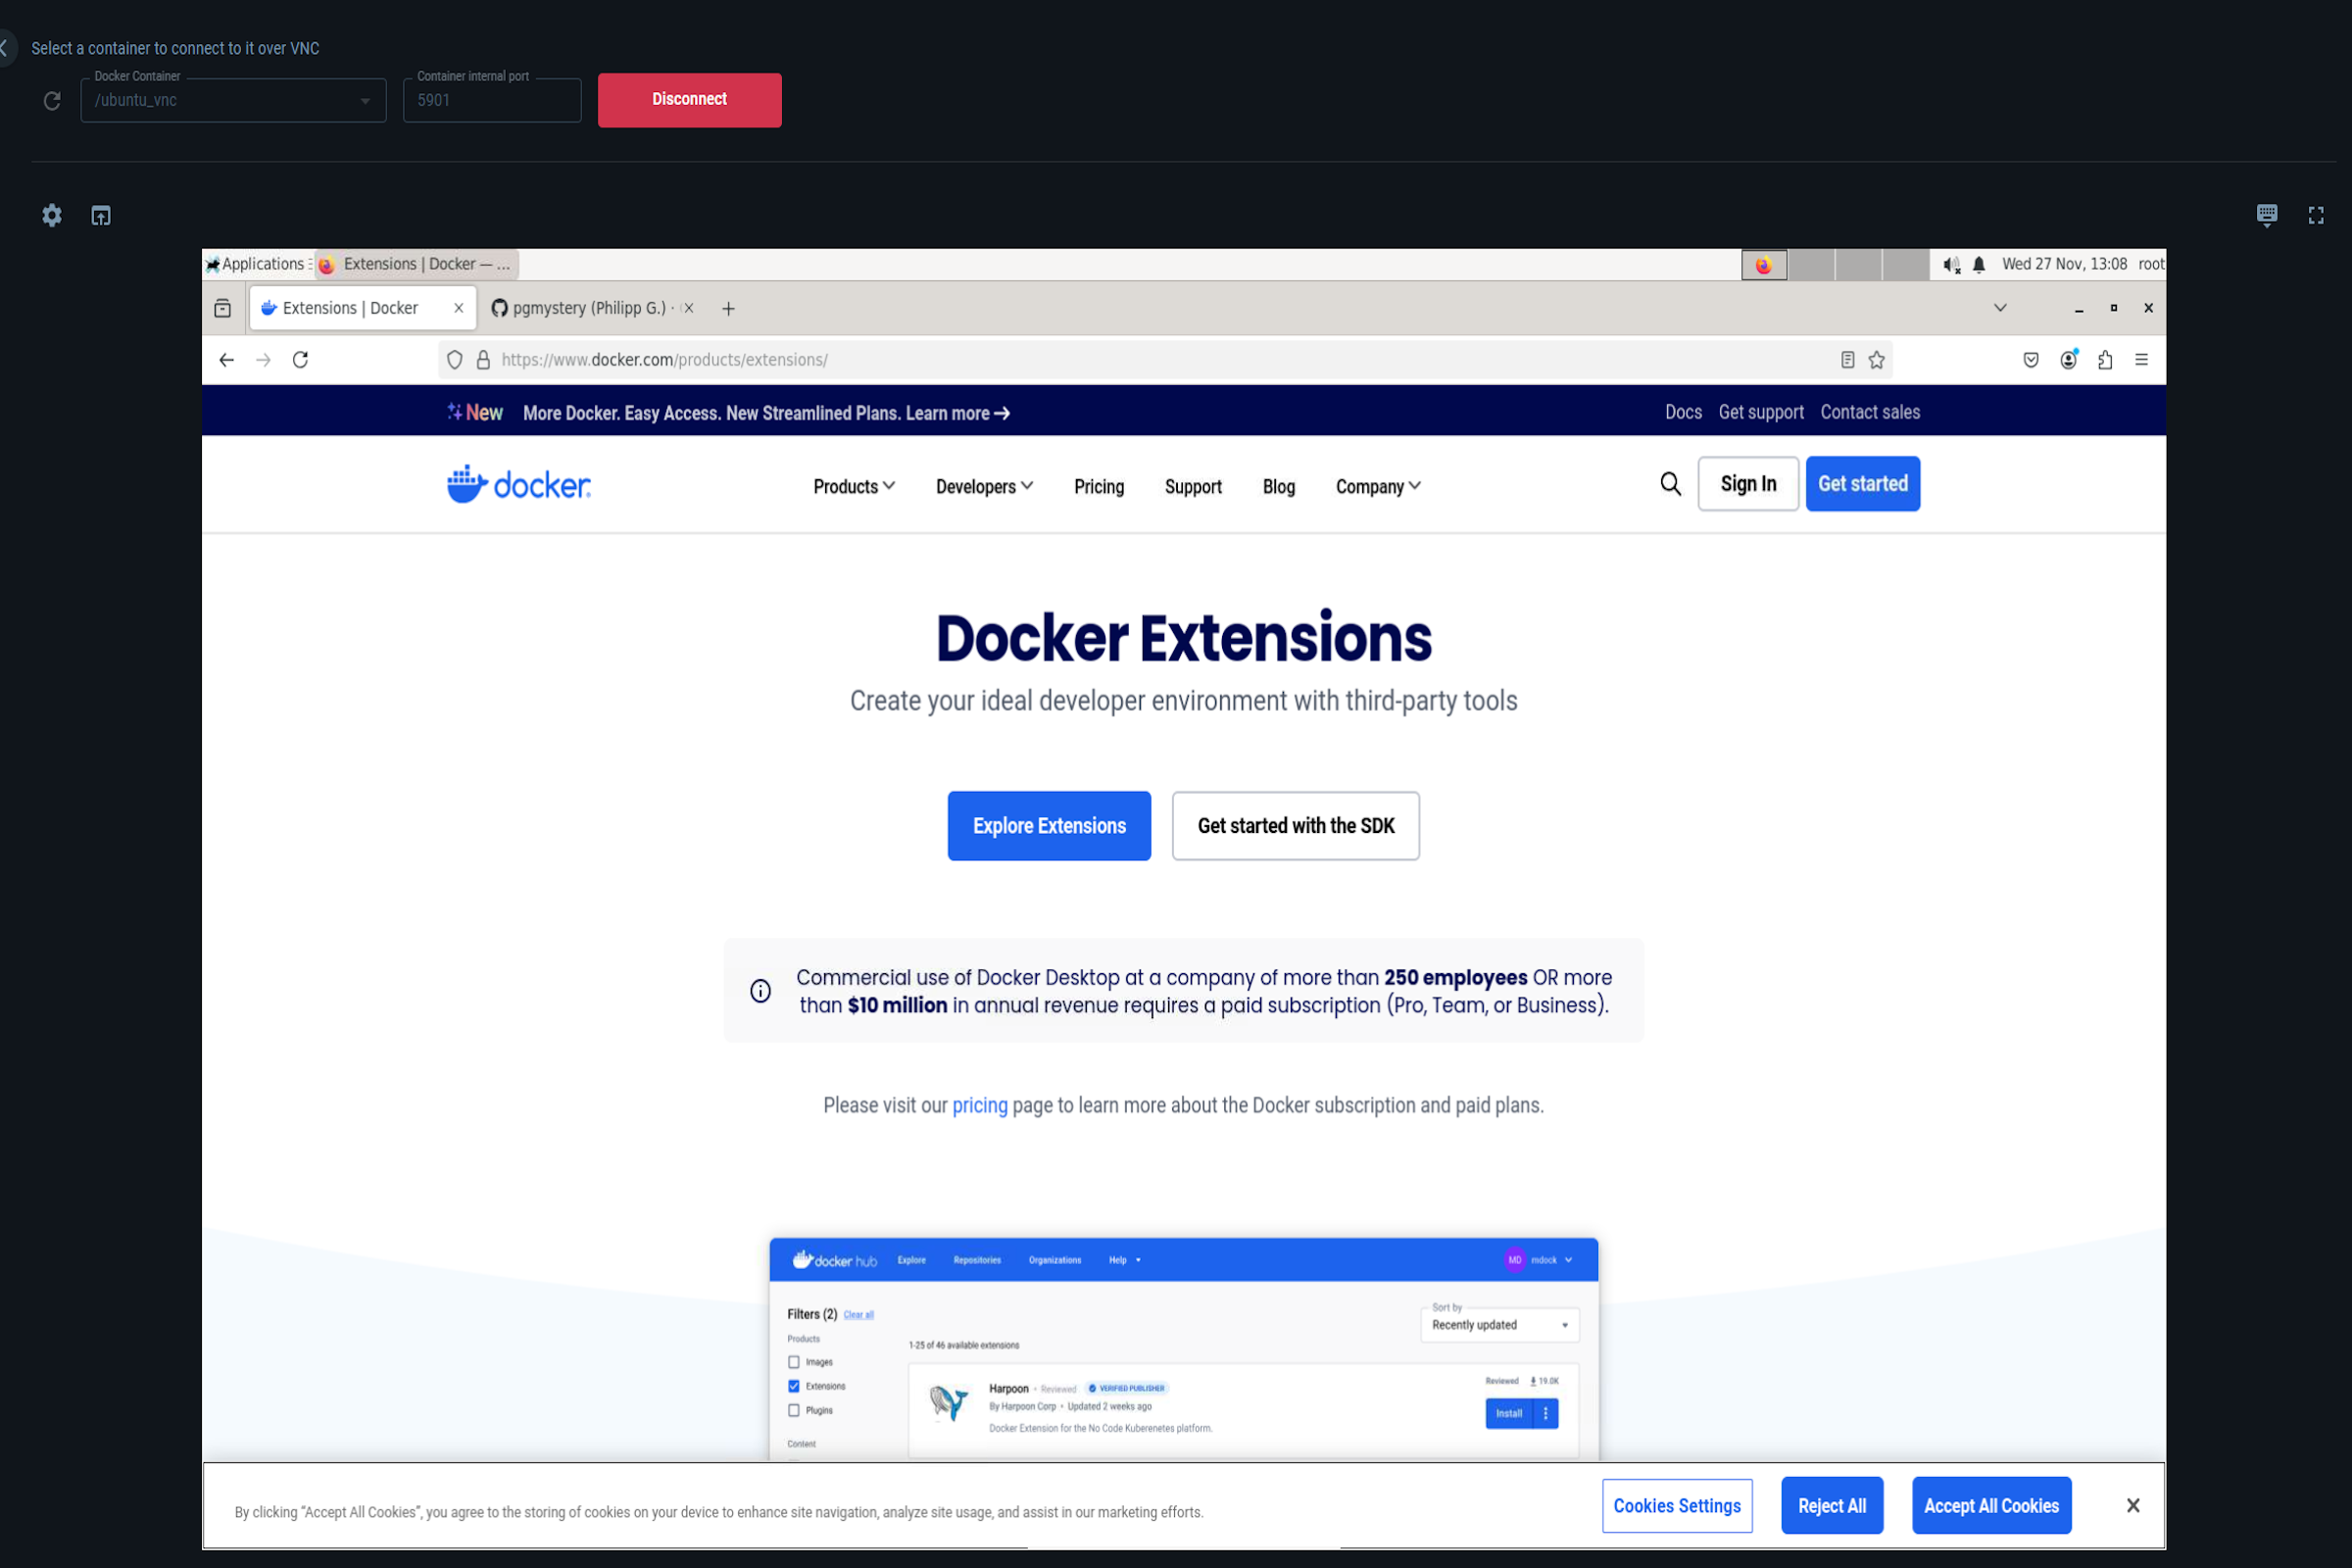 Select a container to connect to it over VNC
Docker Container
/ubuntu_vnc
Container internal port
5901
Disconnect
Applications
Extensions | Docker — ...
Wed 27 Nov, 13:08 root
Extensions | Docker
pgmystery (Philipp G.) ·
https://www.docker.com/products/extensions/
New More Docker. Easy Access. New Streamlined Plans. Learn more →
Docs Get support Contact sales
docker
Products Developers Pricing Support Blog Company
Sign In Get started
Docker Extensions
Create your ideal developer environment with third-party tools
Explore Extensions Get started with the SDK
Commercial use of Docker Desktop at a company of more than 250 employees OR more
than $10 million in annual revenue requires a paid subscription (Pro, Team, or Business).
Please visit our pricing page to learn more about the Docker subscription and paid plans.
docker hub Explore Repositories Organizations Help MD mdock
Filters (2) Clear all
Sort by
Recently updated
Products
1-25 of 46 available extensions
Images
Extensions
Plugins
Content
Harpoon • Reviewed VERIFIED PUBLISHER
By Harpoon Corp • Updated 2 weeks ago
Docker Extension for the No Code Kuberenetes platform.
Reviewed 19.0K
Install
By clicking “Accept All Cookies”, you agree to the storing of cookies on your device to enhance site navigation, analyze site usage, and assist in our marketing efforts.
Cookies Settings Reject All Accept All Cookies